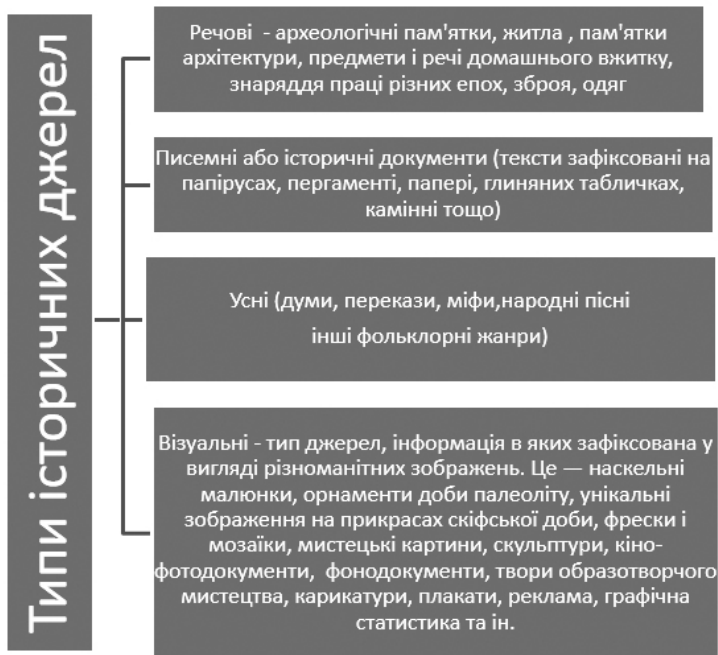 Типи історичних джерел
Речові - археологічні пам'ятки, житла , пам'ятки
архітектури, предмети і речі домашнього вжитку,
знаряддя праці різних епох, зброя, одяг
Писемні або історичні документи (тексти зафіксовані на
папірусах, пергаменті, папері, глиняних табличках,
камінні тощо)
Усні (думи, перекази, міфи,народні пісні
інші фольклорні жанри)
Візуальні - тип джерел, інформація в яких зафіксована у
вигляді різноманітних зображень. Це — наскельні
малюнки, орнаменти доби палеоліту, унікальні
зображення на прикрасах скіфської доби, фрески і
мозаїки, мистецькі картини, скульптури, кіно-
фотодокументи, фонодокументи, твори образотворчого
мистецтва, карикатури, плакати, реклама, графічна
статистика та ін.